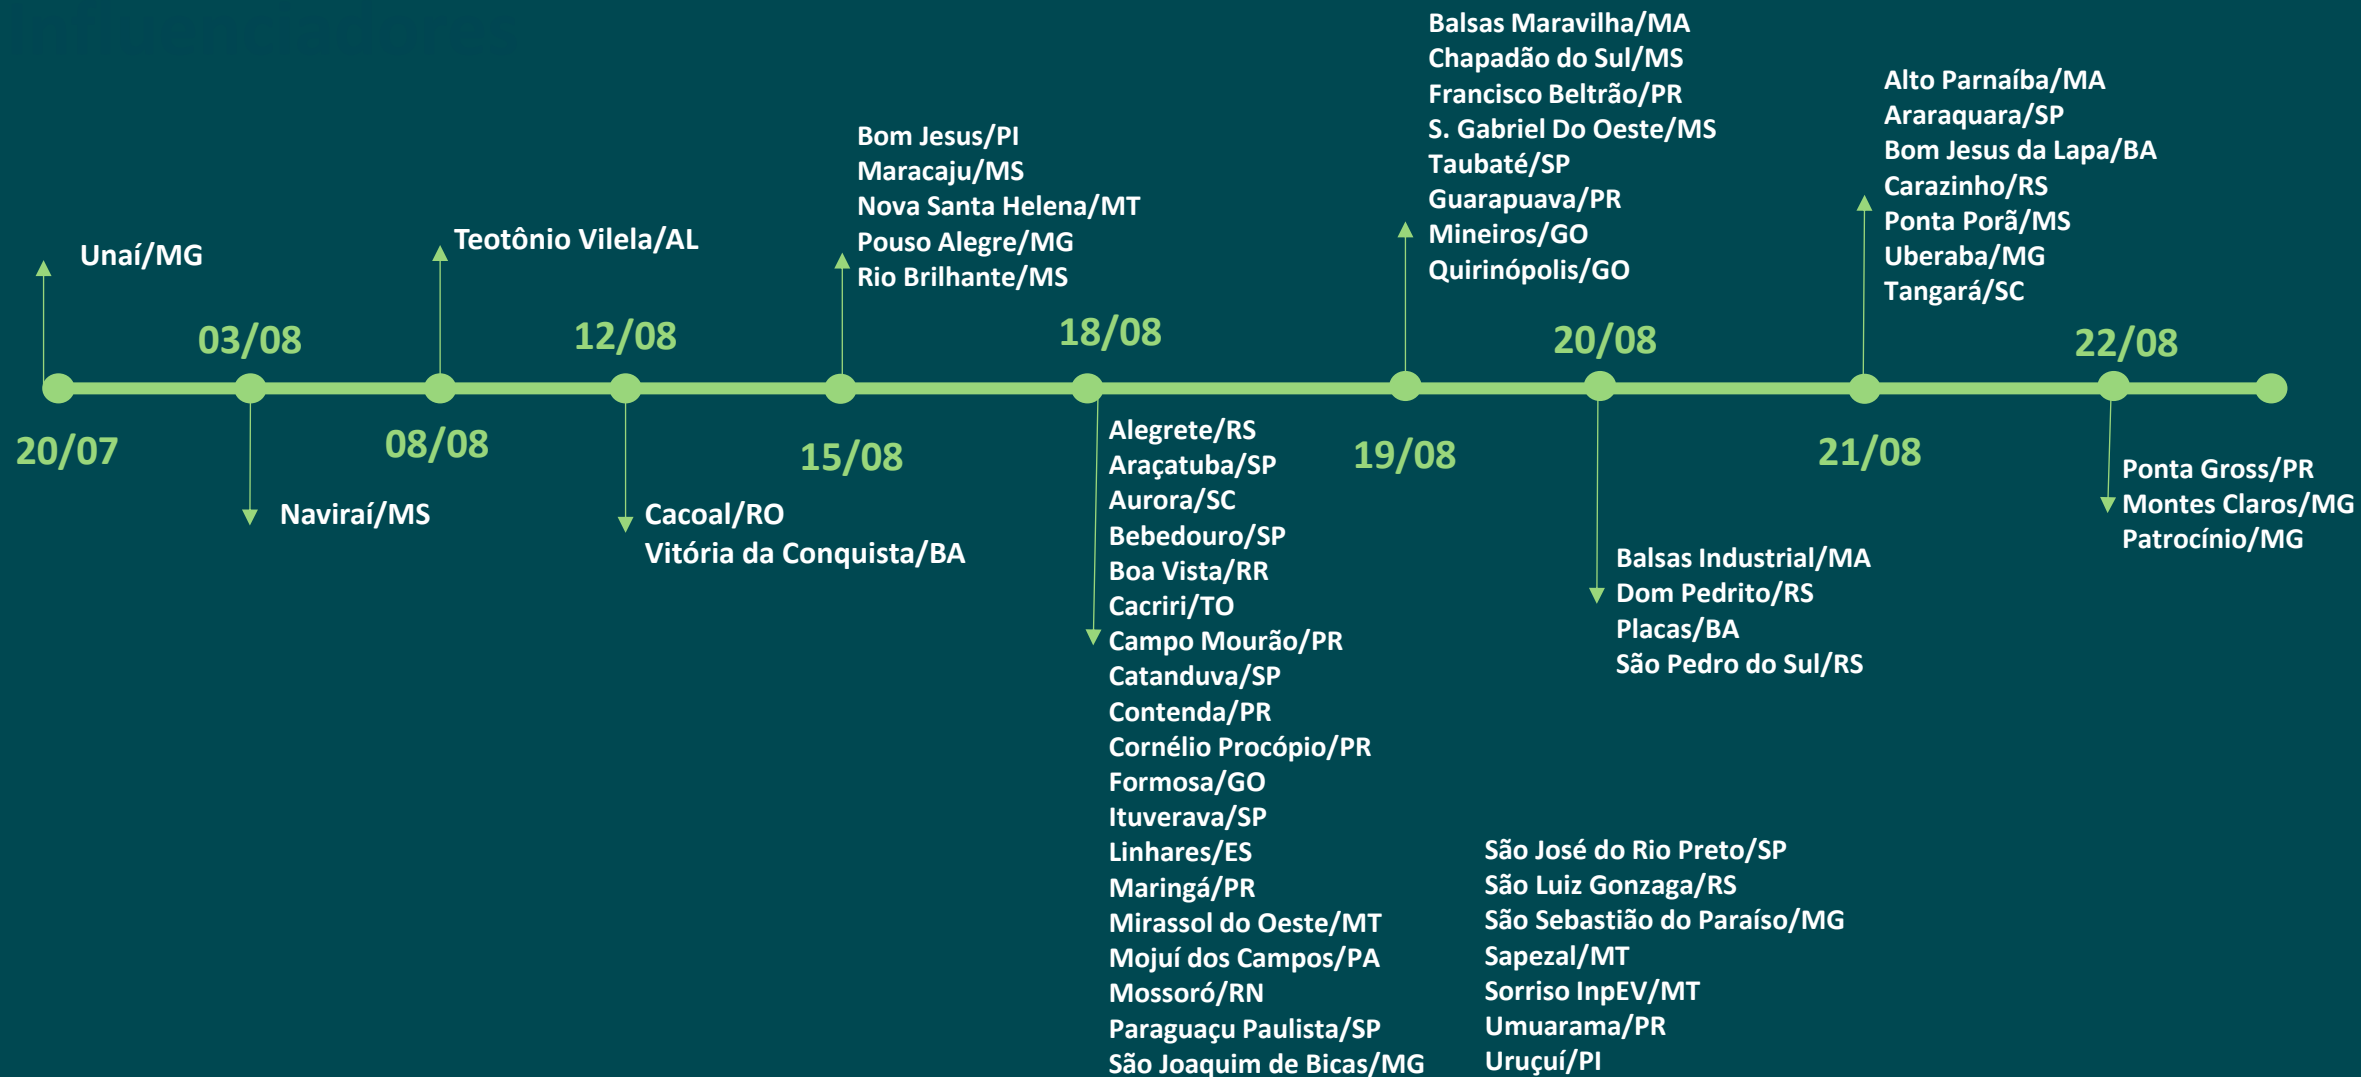 Influenciadores
Unaí/MG
20/07
03/08
Naviraí/MS
Teotônio Vilela/AL
08/08
12/08
Cacoal/RO
Vitória da Conquista/BA
Bom Jesus/PI
Maracaju/MS
Nova Santa Helena/MT
Pouso Alegre/MG
Rio Brilhante/MS
15/08
18/08
Alegrete/RS
Araçatuba/SP
Aurora/SC
Bebedouro/SP
Boa Vista/RR
Cacriri/TO
Campo Mourão/PR
Catanduva/SP
Contenda/PR
Cornélio Procópio/PR
Formosa/GO
Ituverava/SP
Linhares/ES
Maringá/PR
Mirassol do Oeste/MT
Mojuí dos Campos/PA
Mossoró/RN
Paraguaçu Paulista/SP
São Joaquim de Bicas/MG
São José do Rio Preto/SP
São Luiz Gonzaga/RS
São Sebastião do Paraíso/MG
Sapezal/MT
Sorriso InpEV/MT
Umuarama/PR
Uruçuí/PI
Balsas Maravilha/MA
Chapadão do Sul/MS
Francisco Beltrão/PR
S. Gabriel Do Oeste/MS
Taubaté/SP
Guarapuava/PR
Mineiros/GO
Quirinópolis/GO
19/08
20/08
Balsas Industrial/MA
Dom Pedrito/RS
Placas/BA
São Pedro do Sul/RS
Alto Parnaíba/MA
Araraquara/SP
Bom Jesus da Lapa/BA
Carazinho/RS
Ponta Porã/MS
Uberaba/MG
Tangará/SC
21/08
22/08
Ponta Gross/PR
Montes Claros/MG
Patrocínio/MG